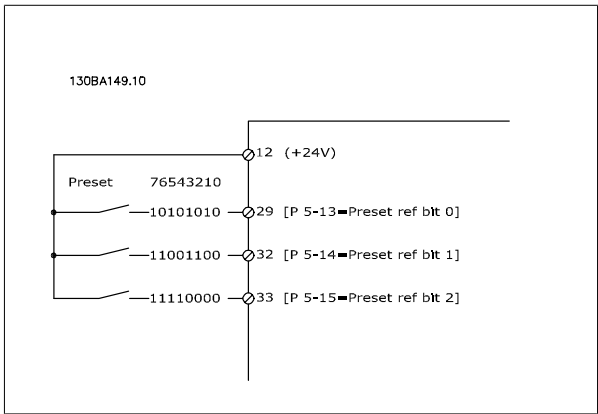 130BA149.10
12 (+24V)
Preset 76543210
10101010 29 [P 5-13=Preset ref bit 0]
11001100 32 [P 5-14=Preset ref bit 1]
11110000 33 [P 5-15=Preset ref bit 2]